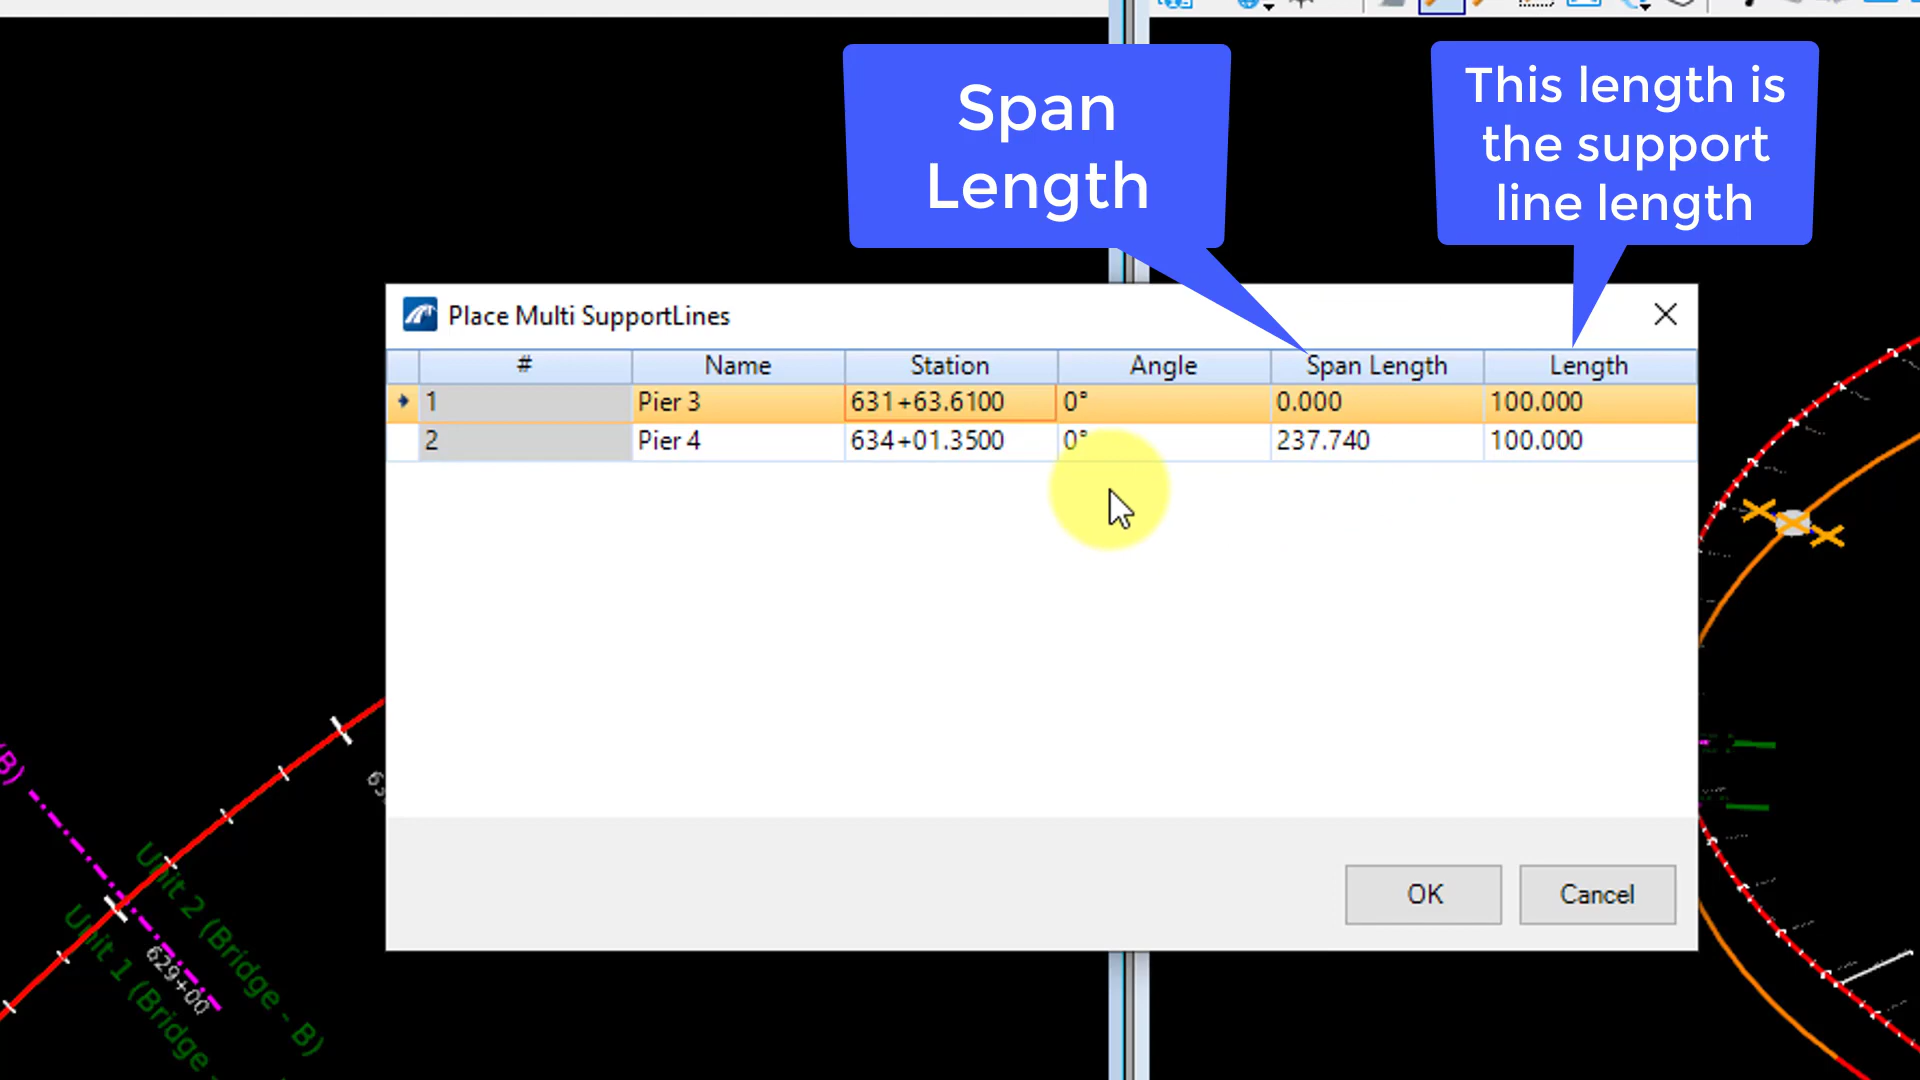 Span
Length
This length is
the support
line length
Place Multi SupportLines
# Name Station Angle Span Length Length
1 Pier 3 631+63.6100 0° 0.000 100.000
2 Pier 4 634+01.3500 0° 237.740 100.000
OK Cancel
Unit 2 (Bridge - B)
Unit 1 (Bridge -
629+00
B)